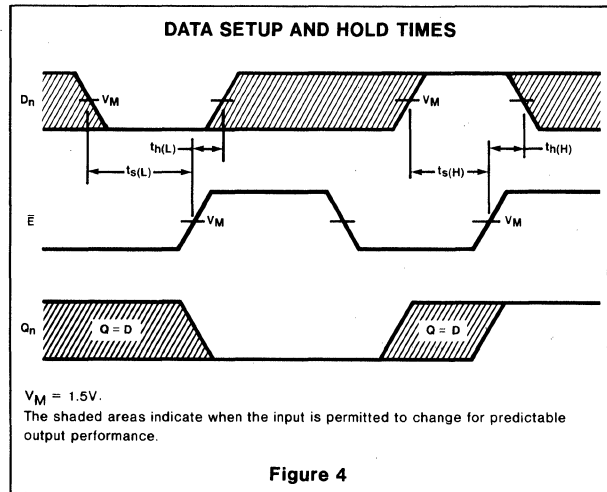 DATA SETUP AND HOLD TIMES
Dn
VM
VM
th(L)
th(H)
ts(L)
ts(H)
Ē
VM
VM
Qn
Q = D
Q = D
VM = 1.5V.
The shaded areas indicate when the input is permitted to change for predictable
output performance.
Figure 4